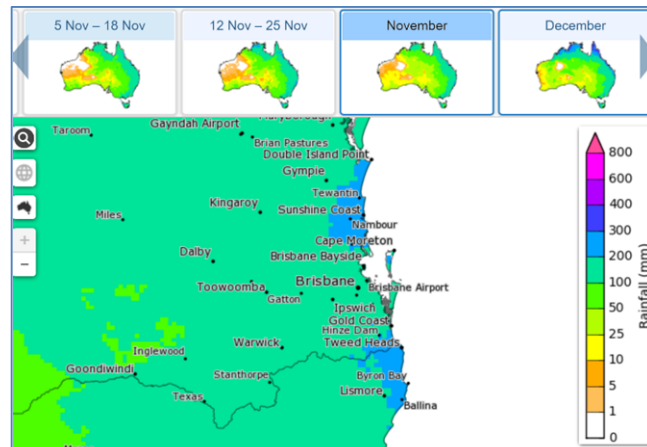 5 Nov – 18 Nov
12 Nov – 25 Nov
November
December
Taroom
Gayndah Airport
Maryborough
Brian Pastures
Double Island Point
Gympie
Tewantin
Kingaroy
Sunshine Coast
Miles
Nambour
Cape Moreton
Dalby
Brisbane Bayside
Brisbane
Brisbane Airport
Toowoomba
Gatton
Ipswich
Gold Coast
Hinze Dam
Warwick
Tweed Heads
Inglewood
Goondiwindi
Stanthorpe
Byron Bay
Lismore
Texas
Ballina
800
600
400
300
200
100
50
25
10
5
1
0
Rainfall (mm)